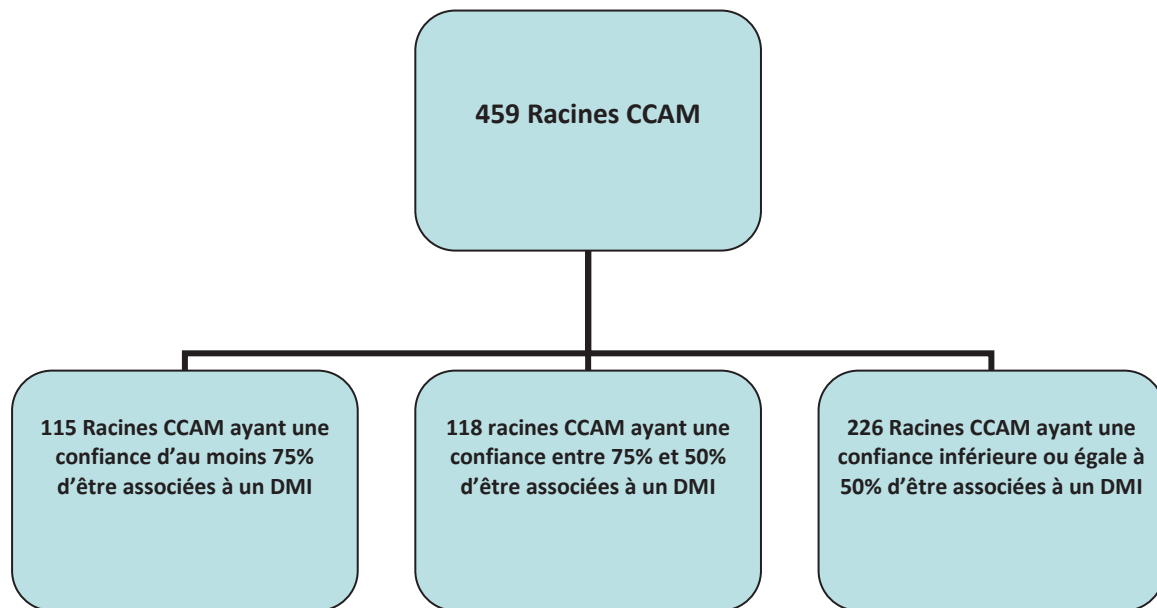 459 Racines CCAM
115 Racines CCAM ayant une
confiance d’au moins 75%
d’être associées à un DMI
118 racines CCAM ayant une
confiance entre 75% et 50%
d’être associées à un DMI
226 Racines CCAM ayant une
confiance inférieure ou égale à
50% d’être associées à un DMI